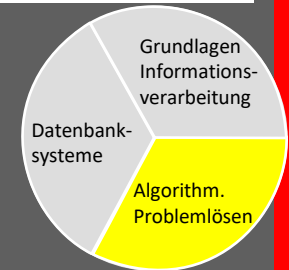 Grundlagen
Informations-
verarbeitung
Datenbank-
systeme
Algorithm.
Problemlösen